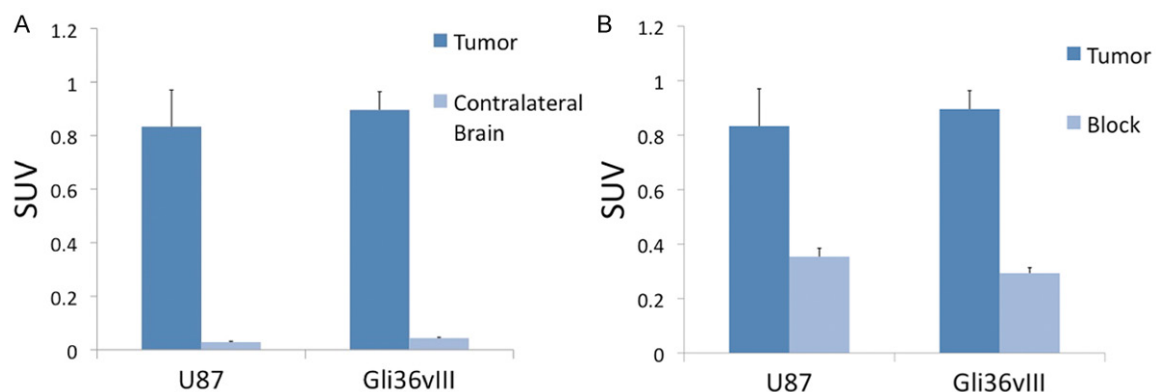 A
1.2
1
0.8
0.6
0.4
0.2
0
SUV
Tumor
Contralateral
Brain
U87
Gli36vIII
B
1.2
1
0.8
0.6
0.4
0.2
0
SUV
Tumor
Block
U87
Gli36vIII